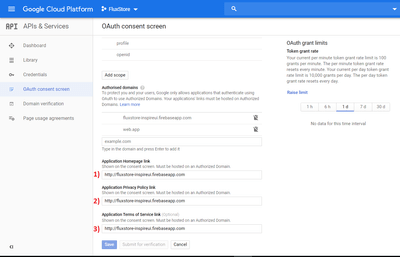 Google Cloud Platform
FluxStore
API APIs & Services
OAuth consent screen
Dashboard
Library
Credentials
OAuth consent screen
Domain verification
Page usage agreements
profile
openid
Add scope
Authorised domains
To protect you and your users, Google only allows applications that authenticate using
OAuth to use Authorised Domains. Your applications' links must be hosted on Authorised
Domains.
fluxstore-inspireui.firebaseapp.com
web.app
example.com
Type in the domain and press Enter to add it
Application Homepage link
Shown on the consent screen. Must be hosted on an Authorised Domain.
1)
http://fluxstore-inspireui.firebaseapp.com
Application Privacy Policy link
Shown on the consent screen. Must be hosted on an Authorised Domain.
2)
http://fluxstore-inspireui.firebaseapp.com
Application Terms of Service link (optional)
Shown on the consent screen. Must be hosted on an Authorised Domain.
3)
http://fluxstore-inspireui.firebaseapp.com
Save
Submit for verification
Cancel
OAuth grant limits
Token grant rate
Your current per minute token grant rate limit is 100
grants per minute. The per minute token grant rate
resets every minute. Your current per day token grant
rate limit is 10,000 grants per day. The per day token
grant rate resets every day.
Raise limit
1 h
6 h
1 d
7 d
30 d
No data for this time interval